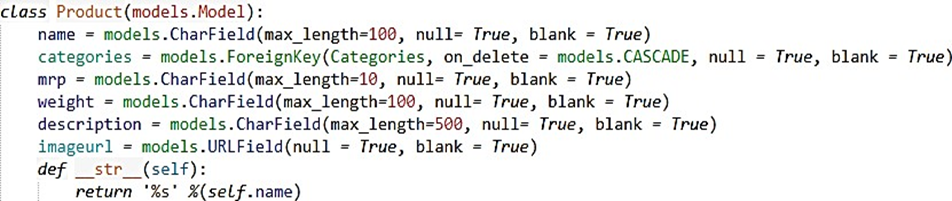 class Product(models.Model):
name = models.CharField(max_length=100, null= True, blank = True)
categories = models.ForeignKey(Categories, on_delete = models.CASCADE, null = True, blank = True)
mrp = models.CharField(max_length=10, null= True, blank = True)
weight = models.CharField(max_length=100, null= True, blank = True)
description = models.CharField(max_length=500, null= True, blank = True)
imageurl = models.URLField(null = True, blank = True)
def __str__(self):
return '%s' %(self.name)